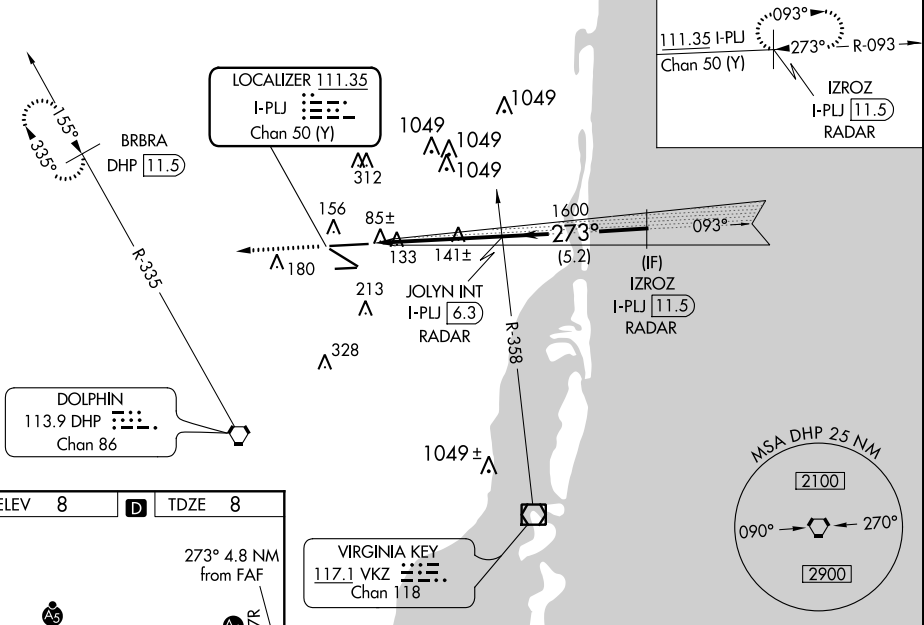 093°
111.35 I-PLJ
273°
R-093
Chan 50 (Y)
IZROZ
I-PLJ 11.5
RADAR
LOCALIZER 111.35
I-PLJ
Chan 50 (Y)
155°
335°
BRBRA
DHP 11.5
R-335
1049
1049
1049
1049
312
156
85±
133
141±
180
213
328
1600
273°
093°
(5.2)
(IF)
IZROZ
I-PLJ 11.5
RADAR
JOLYN INT
I-PLJ 6.3
RADAR
R-358
DOLPHIN
113.9 DHP
Chan 86
1049 ±
MSA DHP 25 NM
2100
090°
270°
2900
ELEV 8
D
TDZE 8
273° 4.8 NM
from FAF
A5
VIRGINIA KEY
117.1 VKZ
Chan 118